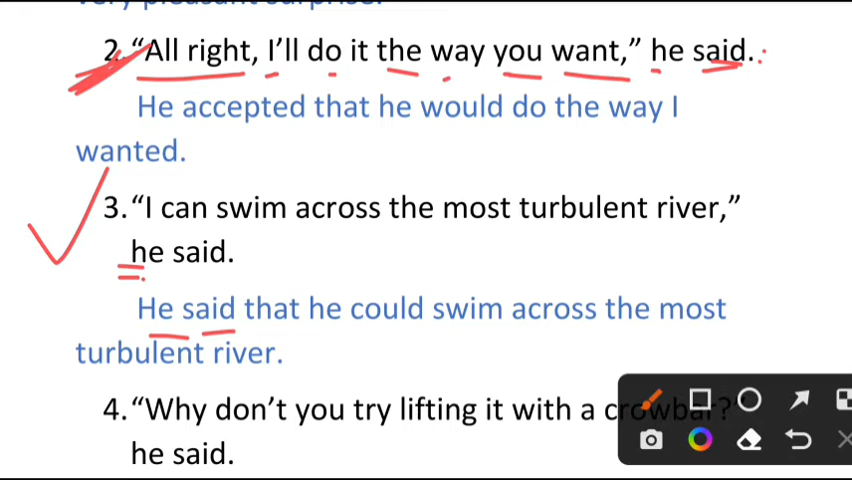 2. “All right, I’ll do it the way you want,” he said.
He accepted that he would do the way I
wanted.
3. “I can swim across the most turbulent river,”
he said.
He said that he could swim across the most
turbulent river.
4. “Why don’t you try lifting it with a crowbar?”
he said.